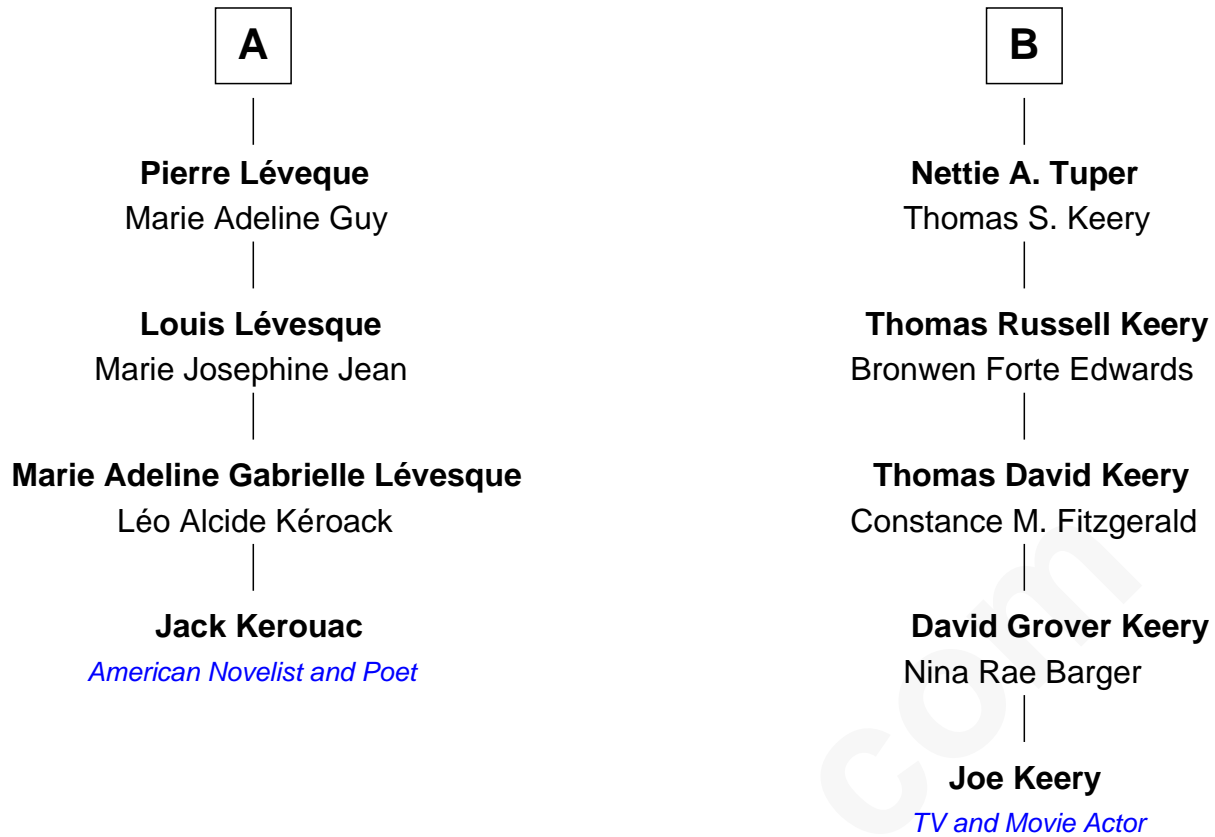 A
Pierre Léveque
Marie Adeline Guy
Louis Lévesque
Marie Josephine Jean
Marie Adeline Gabrielle Lévesque
Léo Alcide Kéroack
Jack Kerouac
American Novelist and Poet
B
Nettie A. Tuper
Thomas S. Keery
Thomas Russell Keery
Bronwen Forte Edwards
Thomas David Keery
Constance M. Fitzgerald
David Grover Keery
Nina Rae Barger
Joe Keery
TV and Movie Actor
com